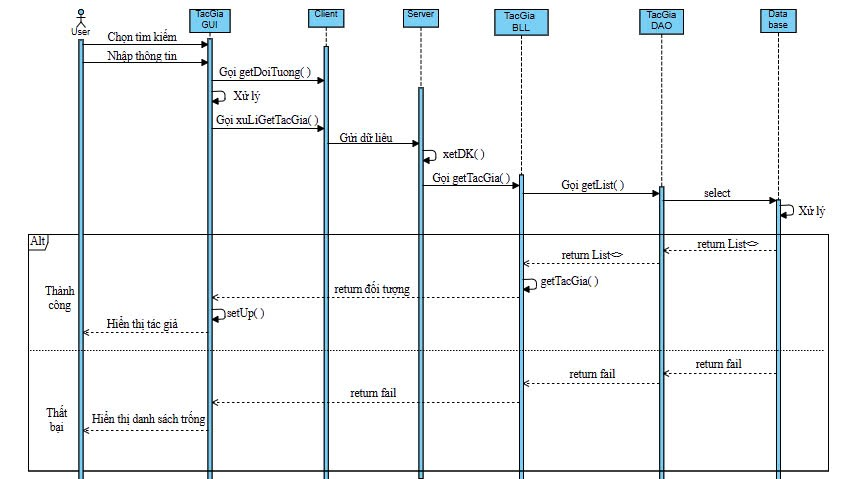 User
TacGia
GUI
Client
Server
TacGia
BLL
TacGia
DAO
Data
base
Chọn tìm kiếm
Nhập thông tin
Gọi getDoiTuong( )
Xử lý
Gọi xuLiGetTacGia( )
Gửi dữ liêu
xetDK( )
Gọi getTacGia( )
Gọi getList( )
select
Xử lý
Alt
return List<>
return List<>
Thành
công
getTacGia( )
return đối tượng
setUp( )
Hiển thị tác giả
return fail
return fail
return fail
Thất
bại
Hiển thị danh sách trống